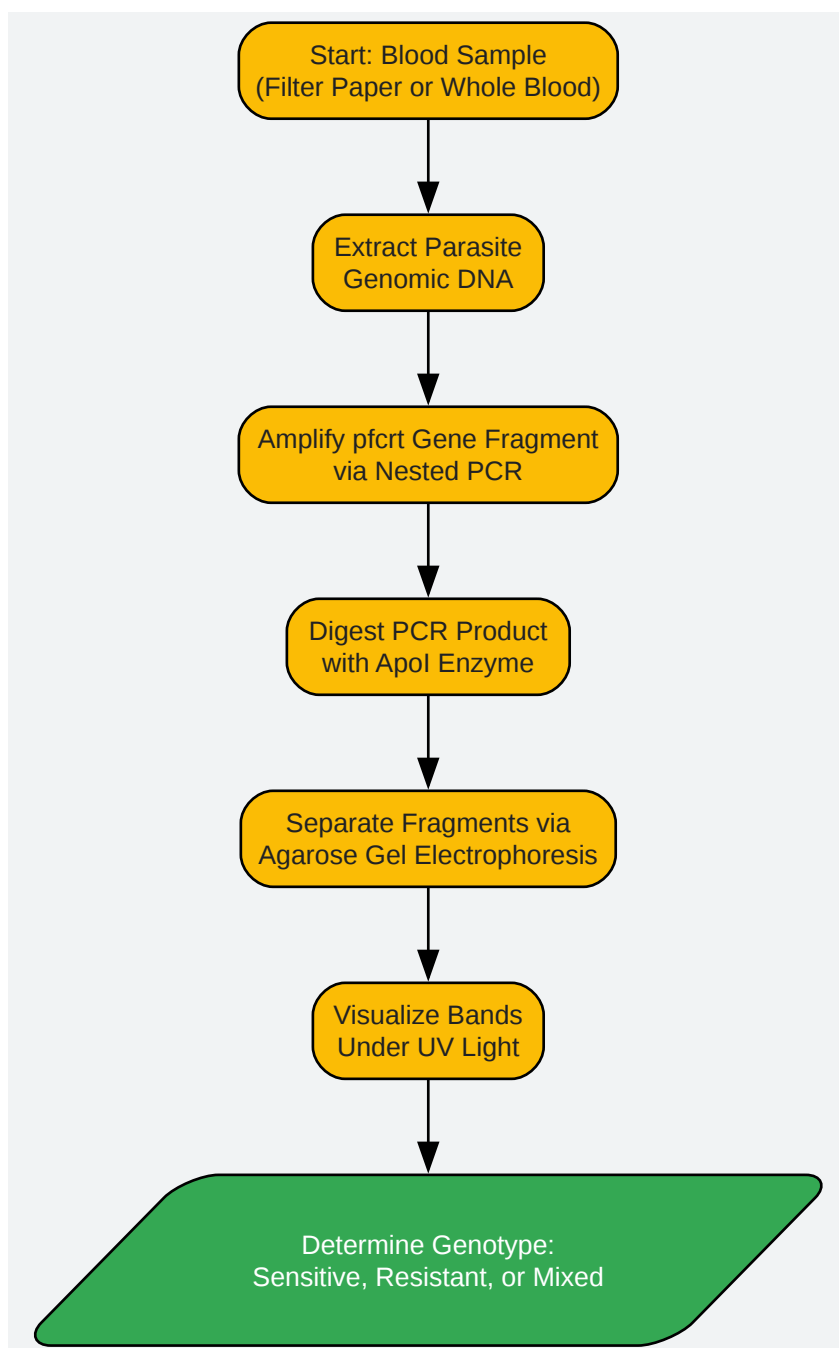 Start: Blood Sample
(Filter Paper or Whole Blood)
Extract Parasite
Genomic DNA
Amplify pfcrt Gene Fragment
via Nested PCR
Digest PCR Product
with ApoI Enzyme
Separate Fragments via
Agarose Gel Electrophoresis
Visualize Bands
Under UV Light
Determine Genotype:
Sensitive, Resistant, or Mixed